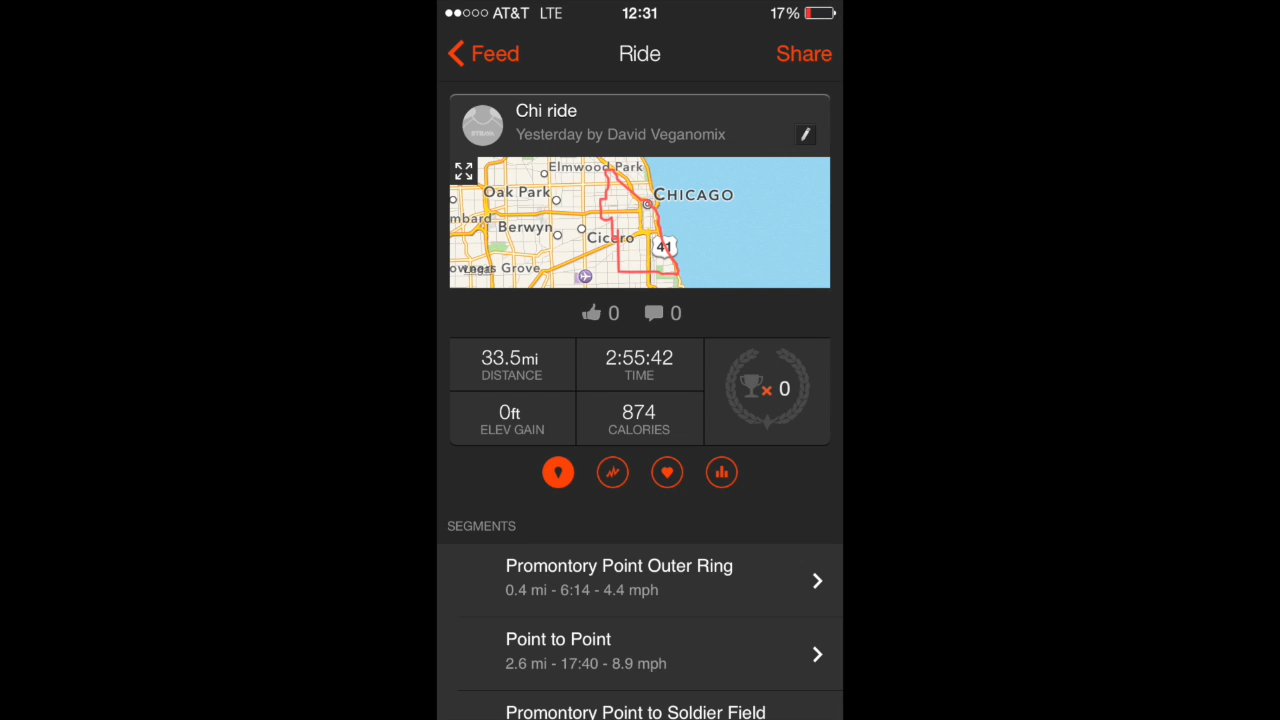 AT&T LTE 12:31 17%
Feed Ride Share
Chi ride
Yesterday by David Veganomix
STRAVA
Elmwood Park
Oak Park
CHICAGO
mbard
Berwyn
Cicero
41
owners Grove
0 0
33.5mi 2:55:42
DISTANCE TIME
0
0ft 874
ELEV GAIN CALORIES
SEGMENTS
Promontory Point Outer Ring
0.4 mi - 6:14 - 4.4 mph
Point to Point
2.6 mi - 17:40 - 8.9 mph
Promontory Point to Soldier Field